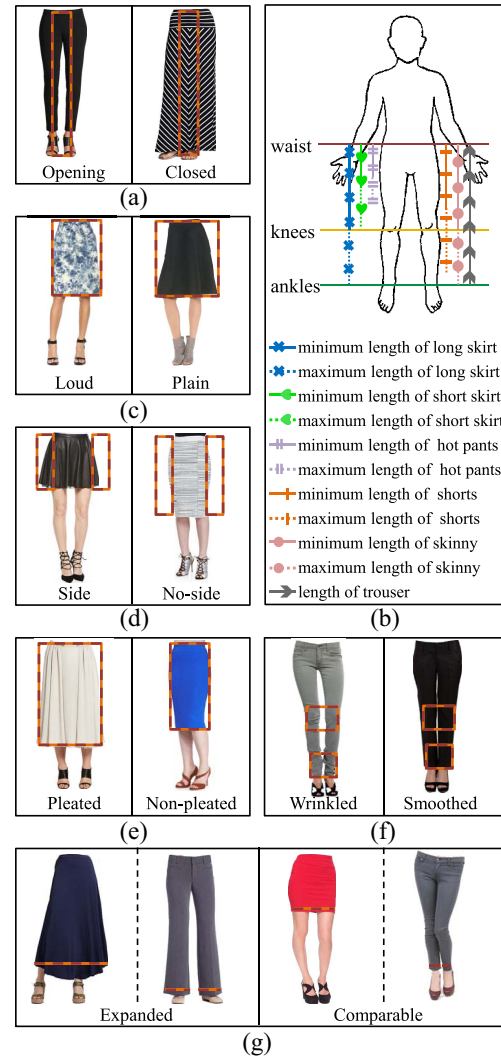 Opening Closed
(a)
waist
knees
ankles
minimum length of long skirt
maximum length of long skirt
minimum length of short skirt
maximum length of short skirt
minimum length of hot pants
maximum length of hot pants
minimum length of shorts
maximum length of shorts
minimum length of skinny
maximum length of skinny
length of trouser
(b)
Loud Plain
(c)
Side No-side
(d)
Pleated Non-pleated
(e)
Wrinkled Smoothed
(f)
Expanded Comparable
(g)